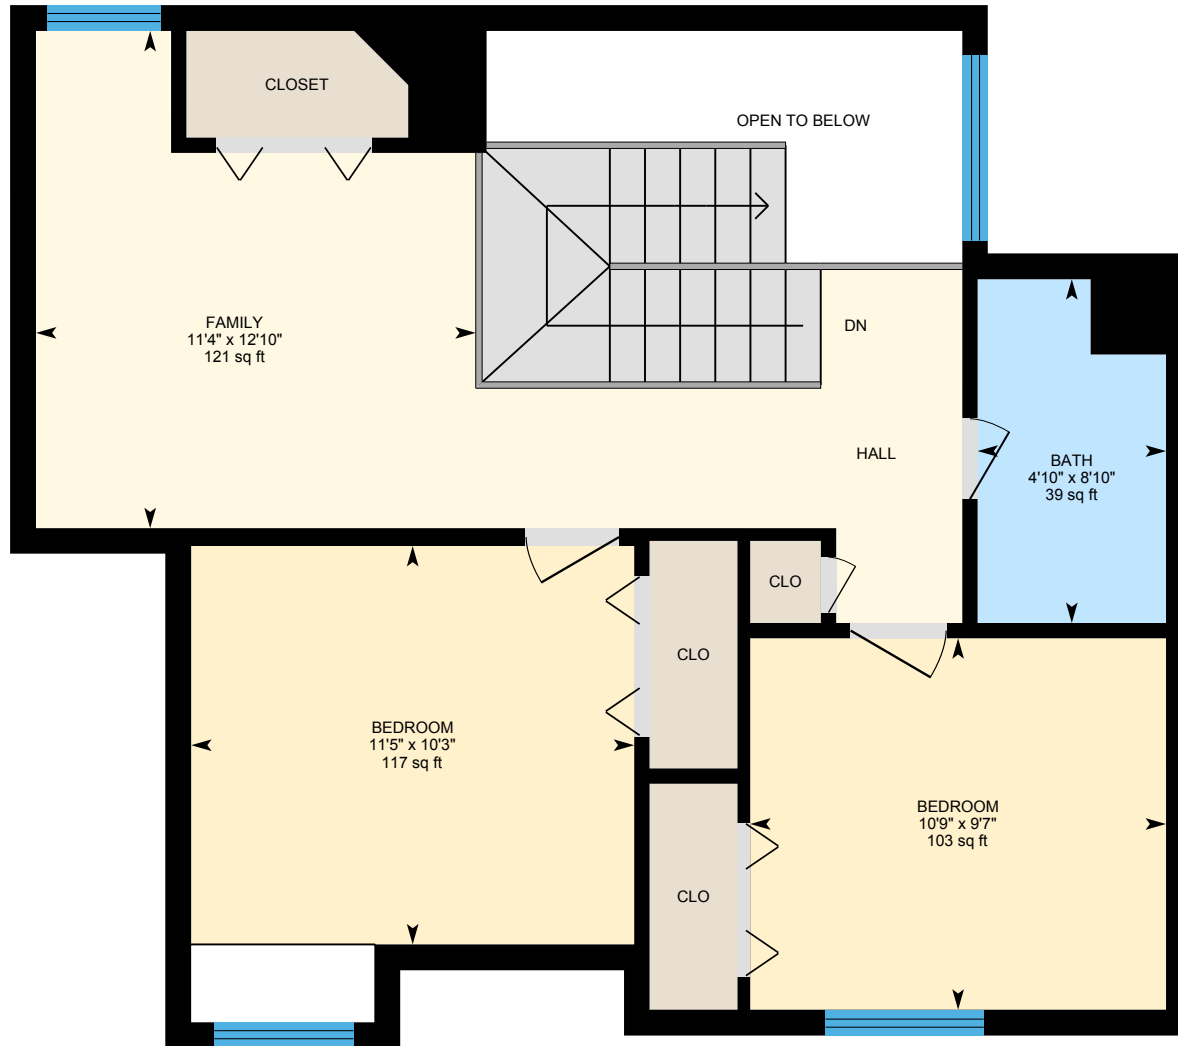 CLOSET
OPEN TO BELOW
FAMILY
11'4" x 12'10"
121 sq ft
DN
HALL
BATH
4'10" x 8'10"
39 sq ft
CLO
CLO
BEDROOM
11'5" x 10'3"
117 sq ft
BEDROOM
10'9" x 9'7"
103 sq ft
CLO